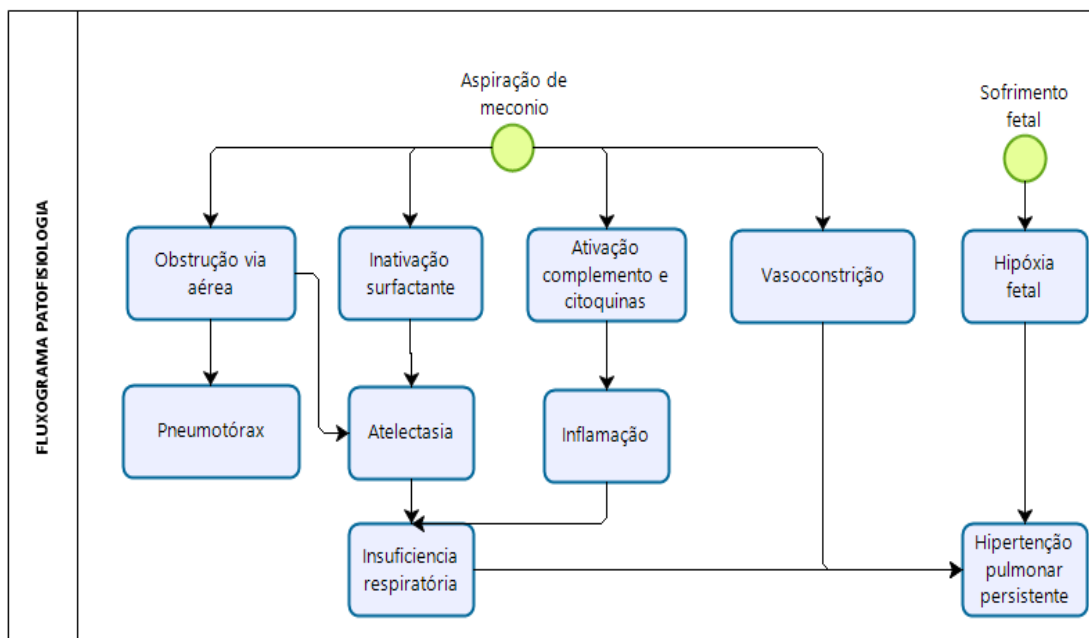 FLUXOGRAMA PATOFISIOLOGIA
Aspiração de
meconio
Sofrimento
fetal
Obstrução via
aérea
Inativação
surfactante
Ativação
complemento e
citoquinas
Vasoconstrição
Hipóxia
fetal
Pneumotórax
Atelectasia
Inflamação
Insuficiencia
respiratória
Hipertenção
pulmonar
persistente